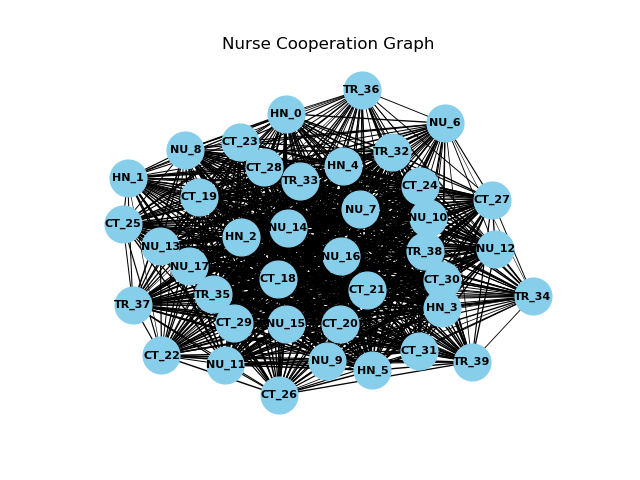 Nurse Cooperation Graph
TR_36
HN_0
NU_6
CT_23
NU_8
TR_32
HN_4
CT_28
HN_1
TR_33
CT_24
CT_19
CT_27
NU_7
NU_10
CT_25
NU_14
HN_2
NU_13
NU_12
TR_38
NU_16
NU_17
CT_18
CT_30
CT_21
TR_35
TR_34
TR_37
HN_3
CT_29
NU_15
CT_20
CT_31
CT_22
NU_9
TR_39
NU_11
HN_5
CT_26